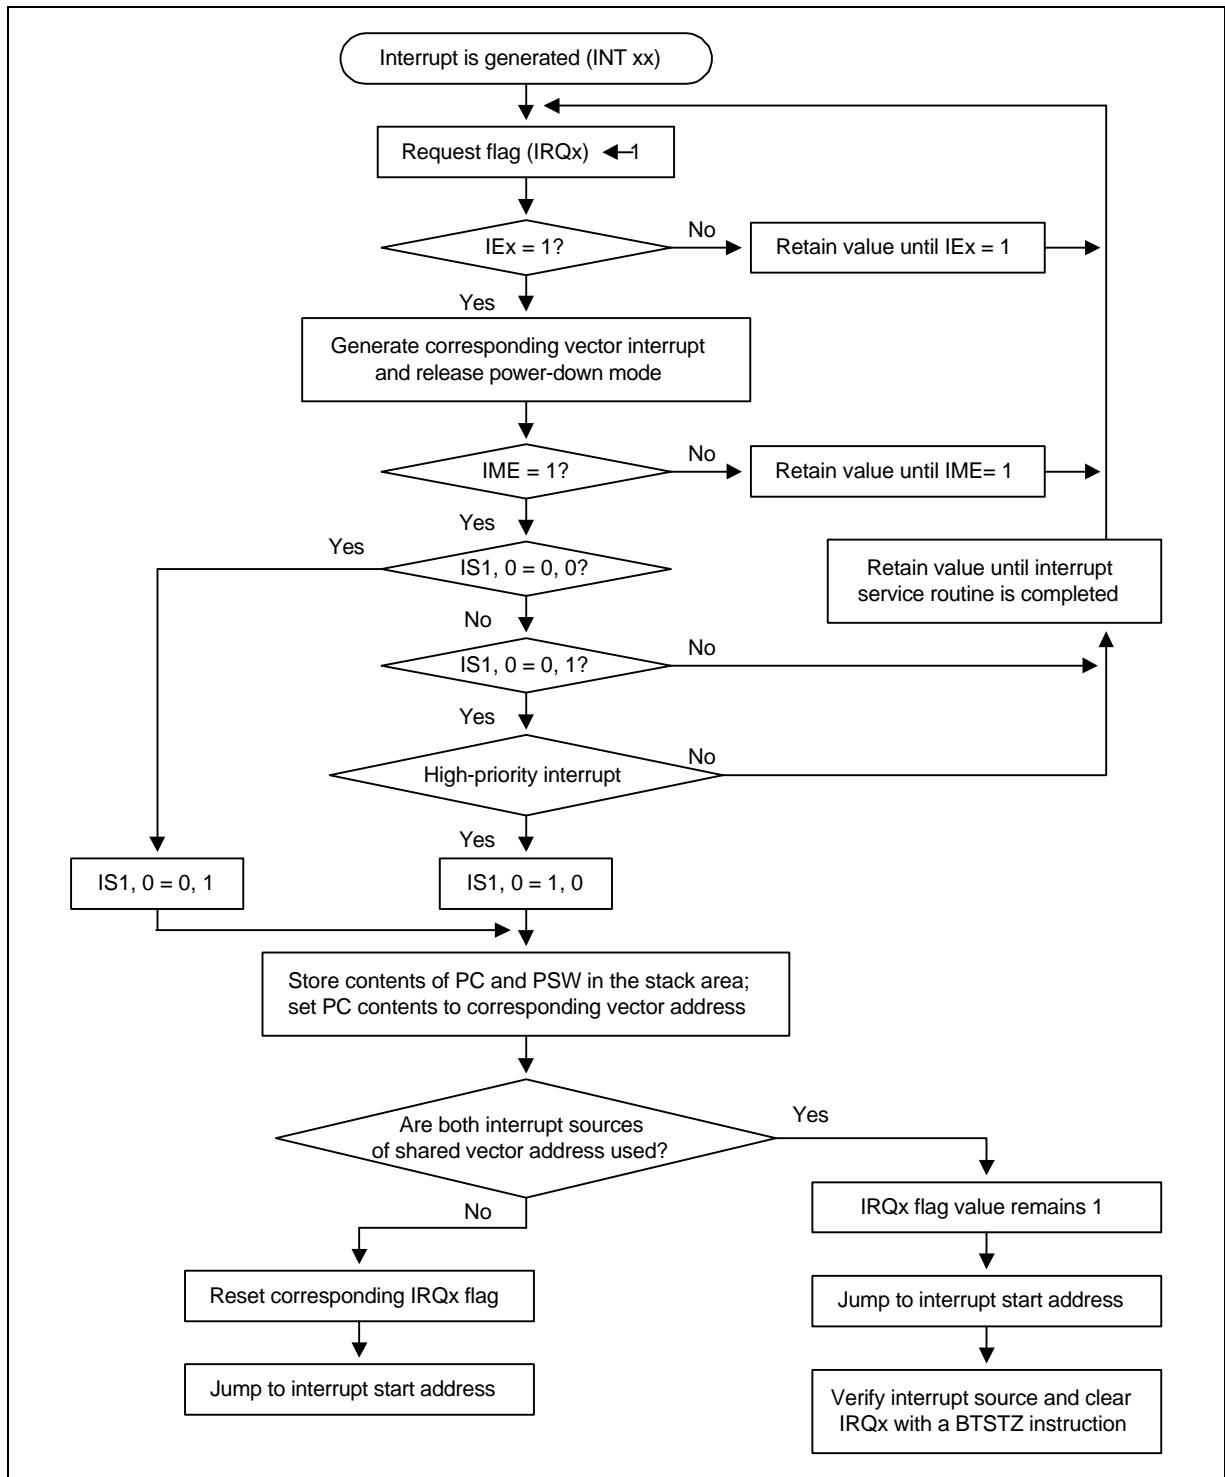 Interrupt is generated (INT xx)
Request flag (IRQx) ←1
IEx = 1?
No
Retain value until IEx = 1
Yes
Generate corresponding vector interrupt
and release power-down mode
IME = 1?
No
Retain value until IME= 1
Yes
Yes
IS1, 0 = 0, 0?
Retain value until interrupt
service routine is completed
No
IS1, 0 = 0, 1?
No
Yes
High-priority interrupt
No
Yes
IS1, 0 = 0, 1
IS1, 0 = 1, 0
Store contents of PC and PSW in the stack area;
set PC contents to corresponding vector address
Are both interrupt sources
of shared vector address used?
Yes
No
IRQx flag value remains 1
Reset corresponding IRQx flag
Jump to interrupt start address
Jump to interrupt start address
Verify interrupt source and clear
IRQx with a BTSTZ instruction